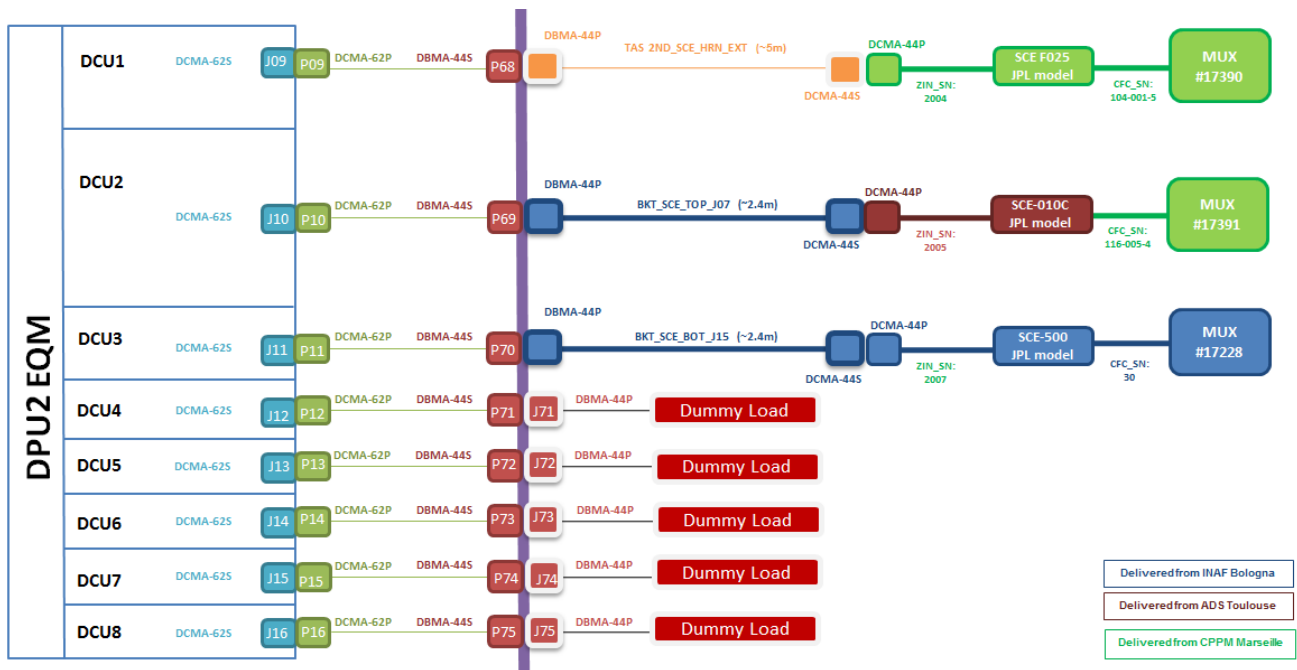 DPU2 EQM
DCU1
DCMA-62S
J09
P09
DCMA-62P
DBMA-44S
P68
DBMA-44P
TAS 2ND_SCE_HRN_EXT (~5m)
DCMA-44S
DCMA-44P
ZIN_SN:
2004
SCE F025
JPL model
CFC_SN:
104-001-5
MUX
#17390
DCU2
DCMA-62S
J10
P10
DCMA-62P
DBMA-44S
P69
DBMA-44P
BKT_SCE_TOP_J07 (~2.4m)
DCMA-44S
DCMA-44P
ZIN_SN:
2005
SCE-010C
JPL model
CFC_SN:
116-005-4
MUX
#17391
DCU3
DCMA-62S
J11
P11
DCMA-62P
DBMA-44S
P70
DBMA-44P
BKT_SCE_BOT_J15 (~2.4m)
DCMA-44S
DCMA-44P
ZIN_SN:
2007
SCE-500
JPL model
CFC_SN:
30
MUX
#17228
DCU4
DCMA-62S
J12
P12
DCMA-62P
DBMA-44S
P71
J71
DBMA-44P
Dummy Load
DCU5
DCMA-62S
J13
P13
DCMA-62P
DBMA-44S
P72
J72
DBMA-44P
Dummy Load
DCU6
DCMA-62S
J14
P14
DCMA-62P
DBMA-44S
P73
J73
DBMA-44P
Dummy Load
DCU7
DCMA-62S
J15
P15
DCMA-62P
DBMA-44S
P74
J74
DBMA-44P
Dummy Load
DCU8
DCMA-62S
J16
P16
DCMA-62P
DBMA-44S
P75
J75
DBMA-44P
Dummy Load
Delivered from INAF Bologna
Delivered from ADS Toulouse
Delivered from CPPM Marseille